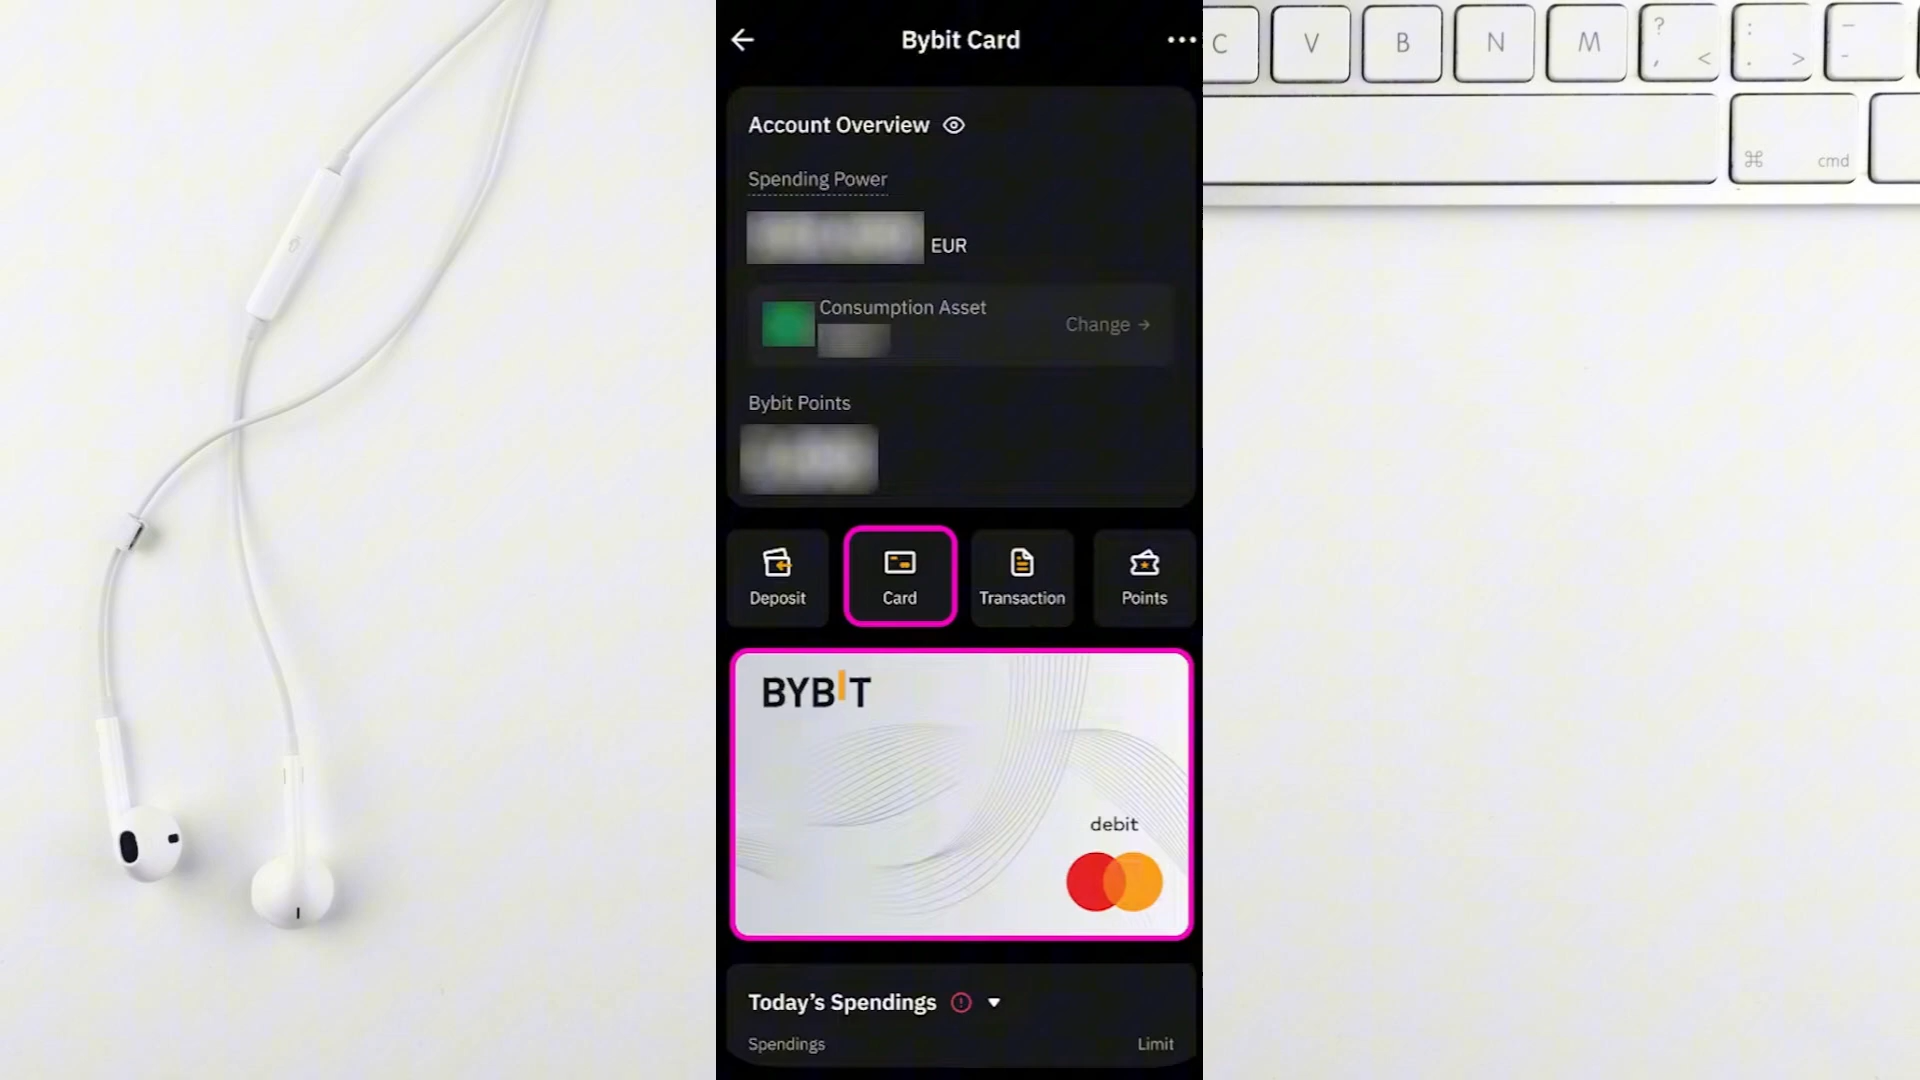 Bybit Card
Account Overview
Spending Power
EUR
Consumption Asset
Change
Bybit Points
Deposit
Card
Transaction
Points
BYBIT
debit
Today’s Spendings
Spendings
Limit
C V B N M ? , < : . > – -
⌘ cmd